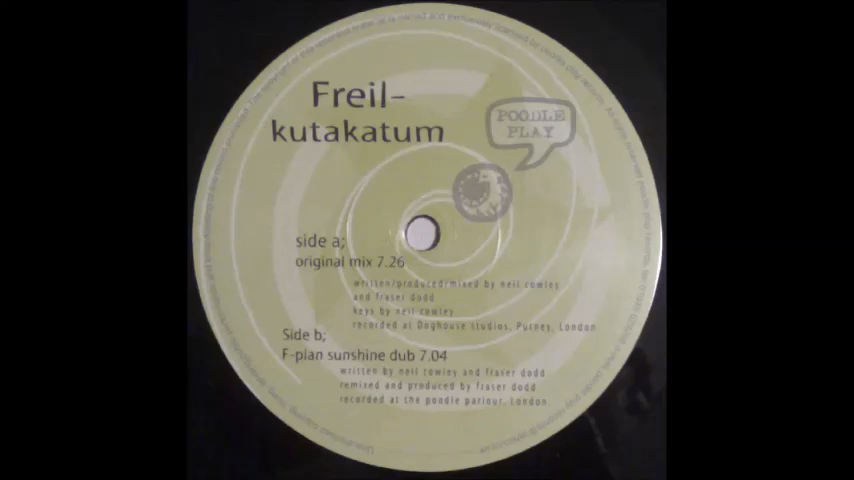 Freil-
kutakatum
POODLE
PLAY
side a;
original mix 7.26
written/produced/mixed by neil cowley
and fraser dodd
keys by neil cowley
recorded at Doghouse studios, Purney, London
Side b;
F-plan sunshine dub 7.04
written by neil cowley and fraser dodd
remixed and produced by fraser dodd
recorded at the poodle parlour, London